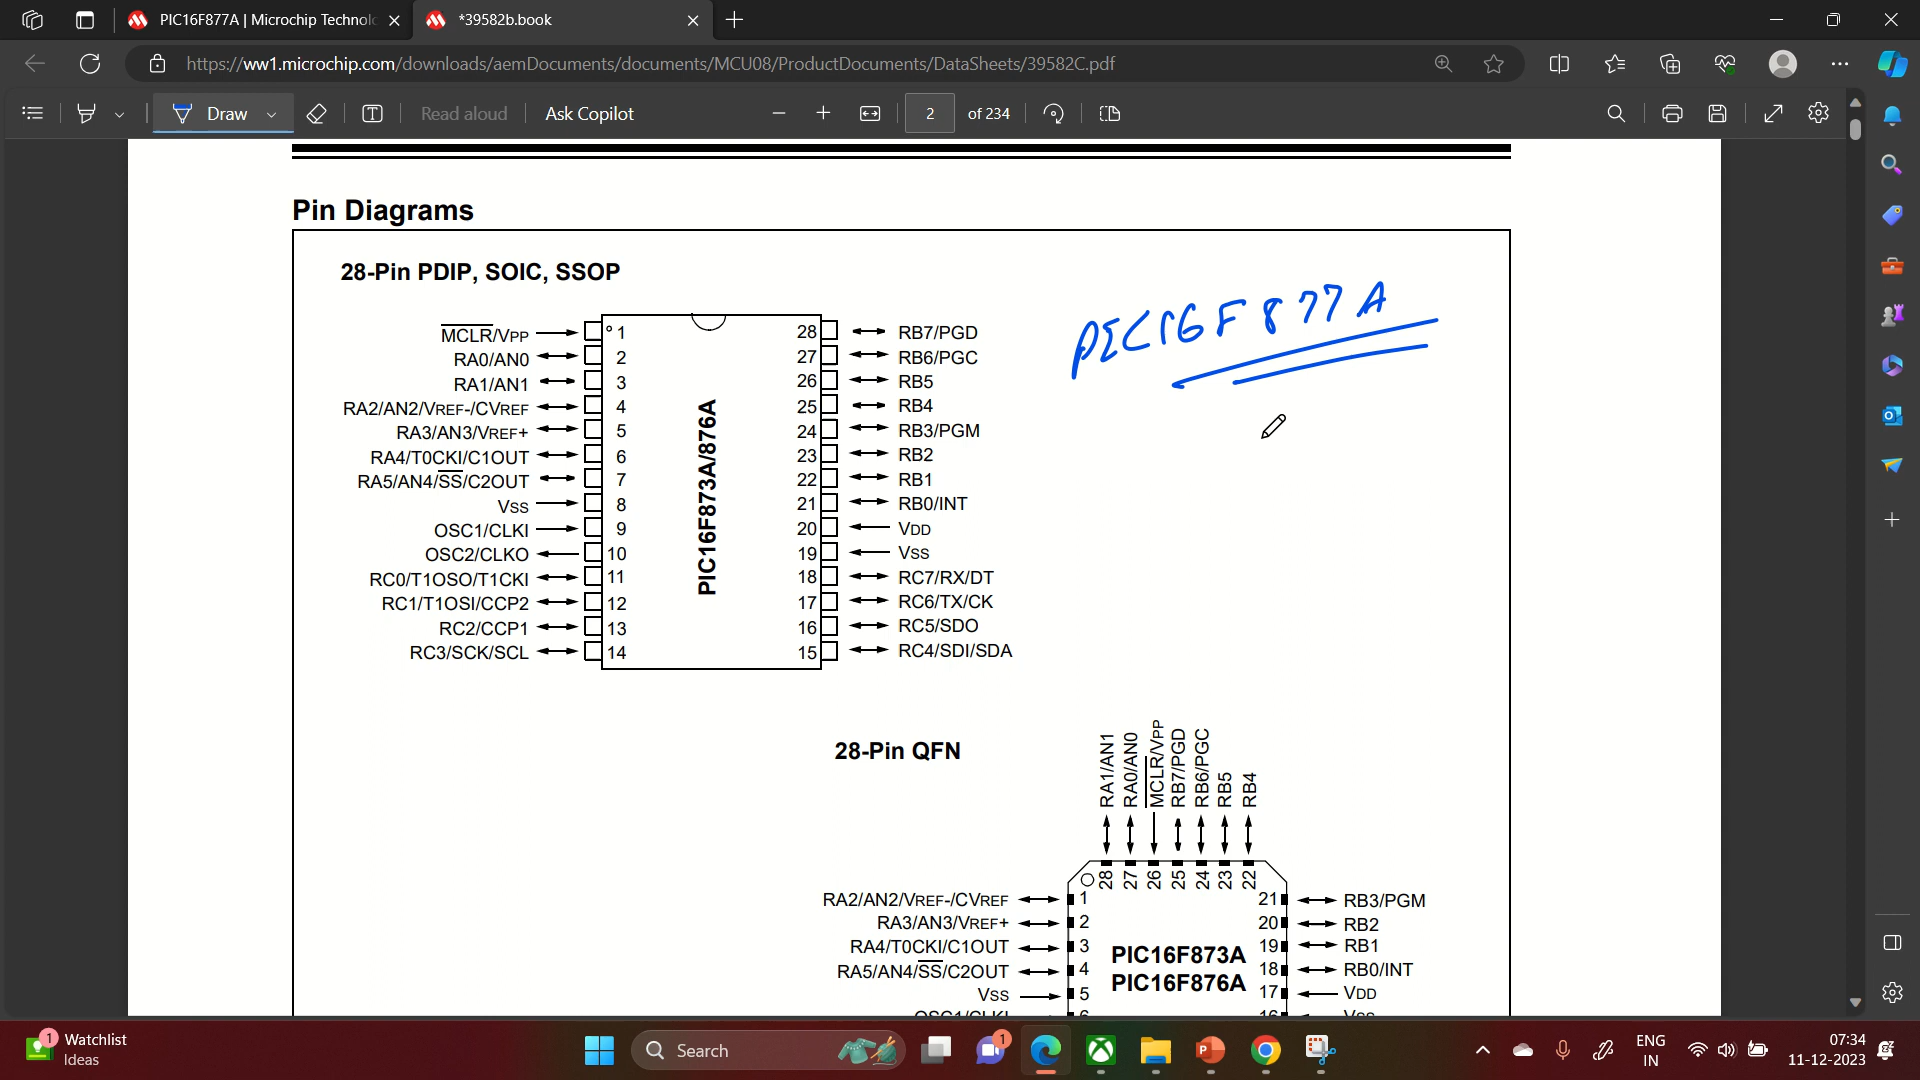 PIC16F877A | Microchip Technolo
*39582b.book
https://ww1.microchip.com/downloads/aemDocuments/documents/MCU08/ProductDocuments/DataSheets/39582C.pdf
Draw
Read aloud
Ask Copilot
2 of 234
Pin Diagrams
28-Pin PDIP, SOIC, SSOP
PIC16F877A
MCLR/VPP 1 28 RB7/PGD
RA0/AN0 2 27 RB6/PGC
RA1/AN1 3 26 RB5
RA2/AN2/VREF-/CVREF 4 25 RB4
RA3/AN3/VREF+ 5 24 RB3/PGM
RA4/T0CKI/C1OUT 6 23 RB2
RA5/AN4/SS/C2OUT 7 22 RB1
VSS 8 21 RB0/INT
OSC1/CLKI 9 20 VDD
OSC2/CLKO 10 19 VSS
RC0/T1OSO/T1CKI 11 18 RC7/RX/DT
RC1/T1OSI/CCP2 12 17 RC6/TX/CK
RC2/CCP1 13 16 RC5/SDO
RC3/SCK/SCL 14 15 RC4/SDI/SDA
PIC16F873A/876A
28-Pin QFN
RA1/AN1
RA0/AN0
MCLR/VPP
RB7/PGD
RB6/PGC
RB5
RB4
28 27 26 25 24 23 22
RA2/AN2/VREF-/CVREF 1 21 RB3/PGM
RA3/AN3/VREF+ 2 20 RB2
RA4/T0CKI/C1OUT 3 19 RB1
RA5/AN4/SS/C2OUT 4 18 RB0/INT
VSS 5 17 VDD
PIC16F873A
PIC16F876A
OSC1/CLKI 6 16 VSS
1 Watchlist
Ideas
Search
1
ENG
IN
07:34
11-12-2023